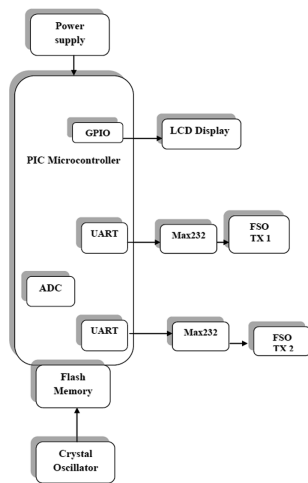 Power
supply
GPIO
LCD Display
PIC Microcontroller
UART
Max232
FSO
TX 1
ADC
UART
Max232
FSO
TX 2
Flash
Memory
Crystal
Oscillator